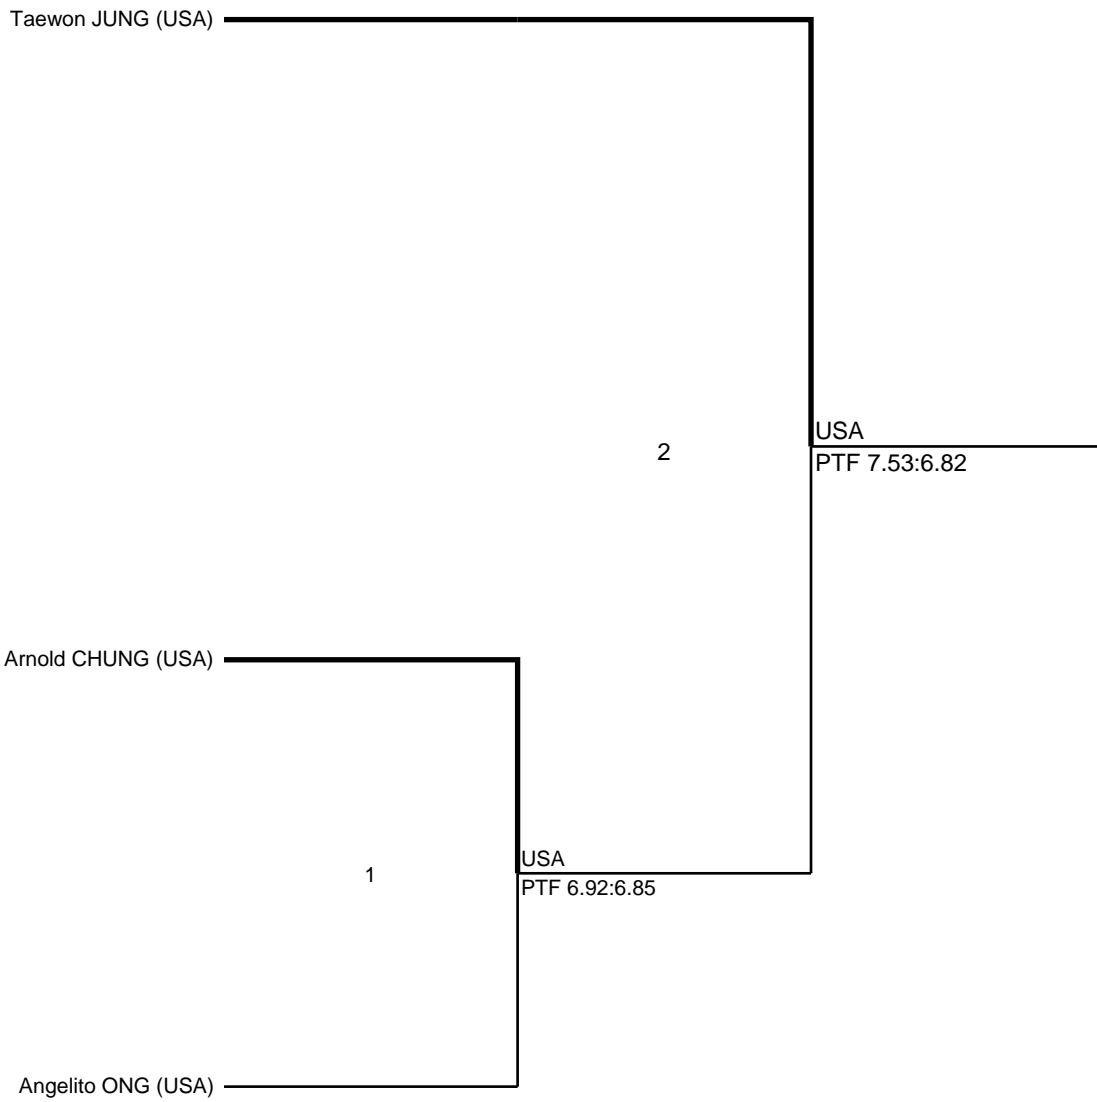 Taewon JUNG (USA)
USA
2
PTF 7.53:6.82
Arnold CHUNG (USA)
USA
1
PTF 6.92:6.85
Angelito ONG (USA)